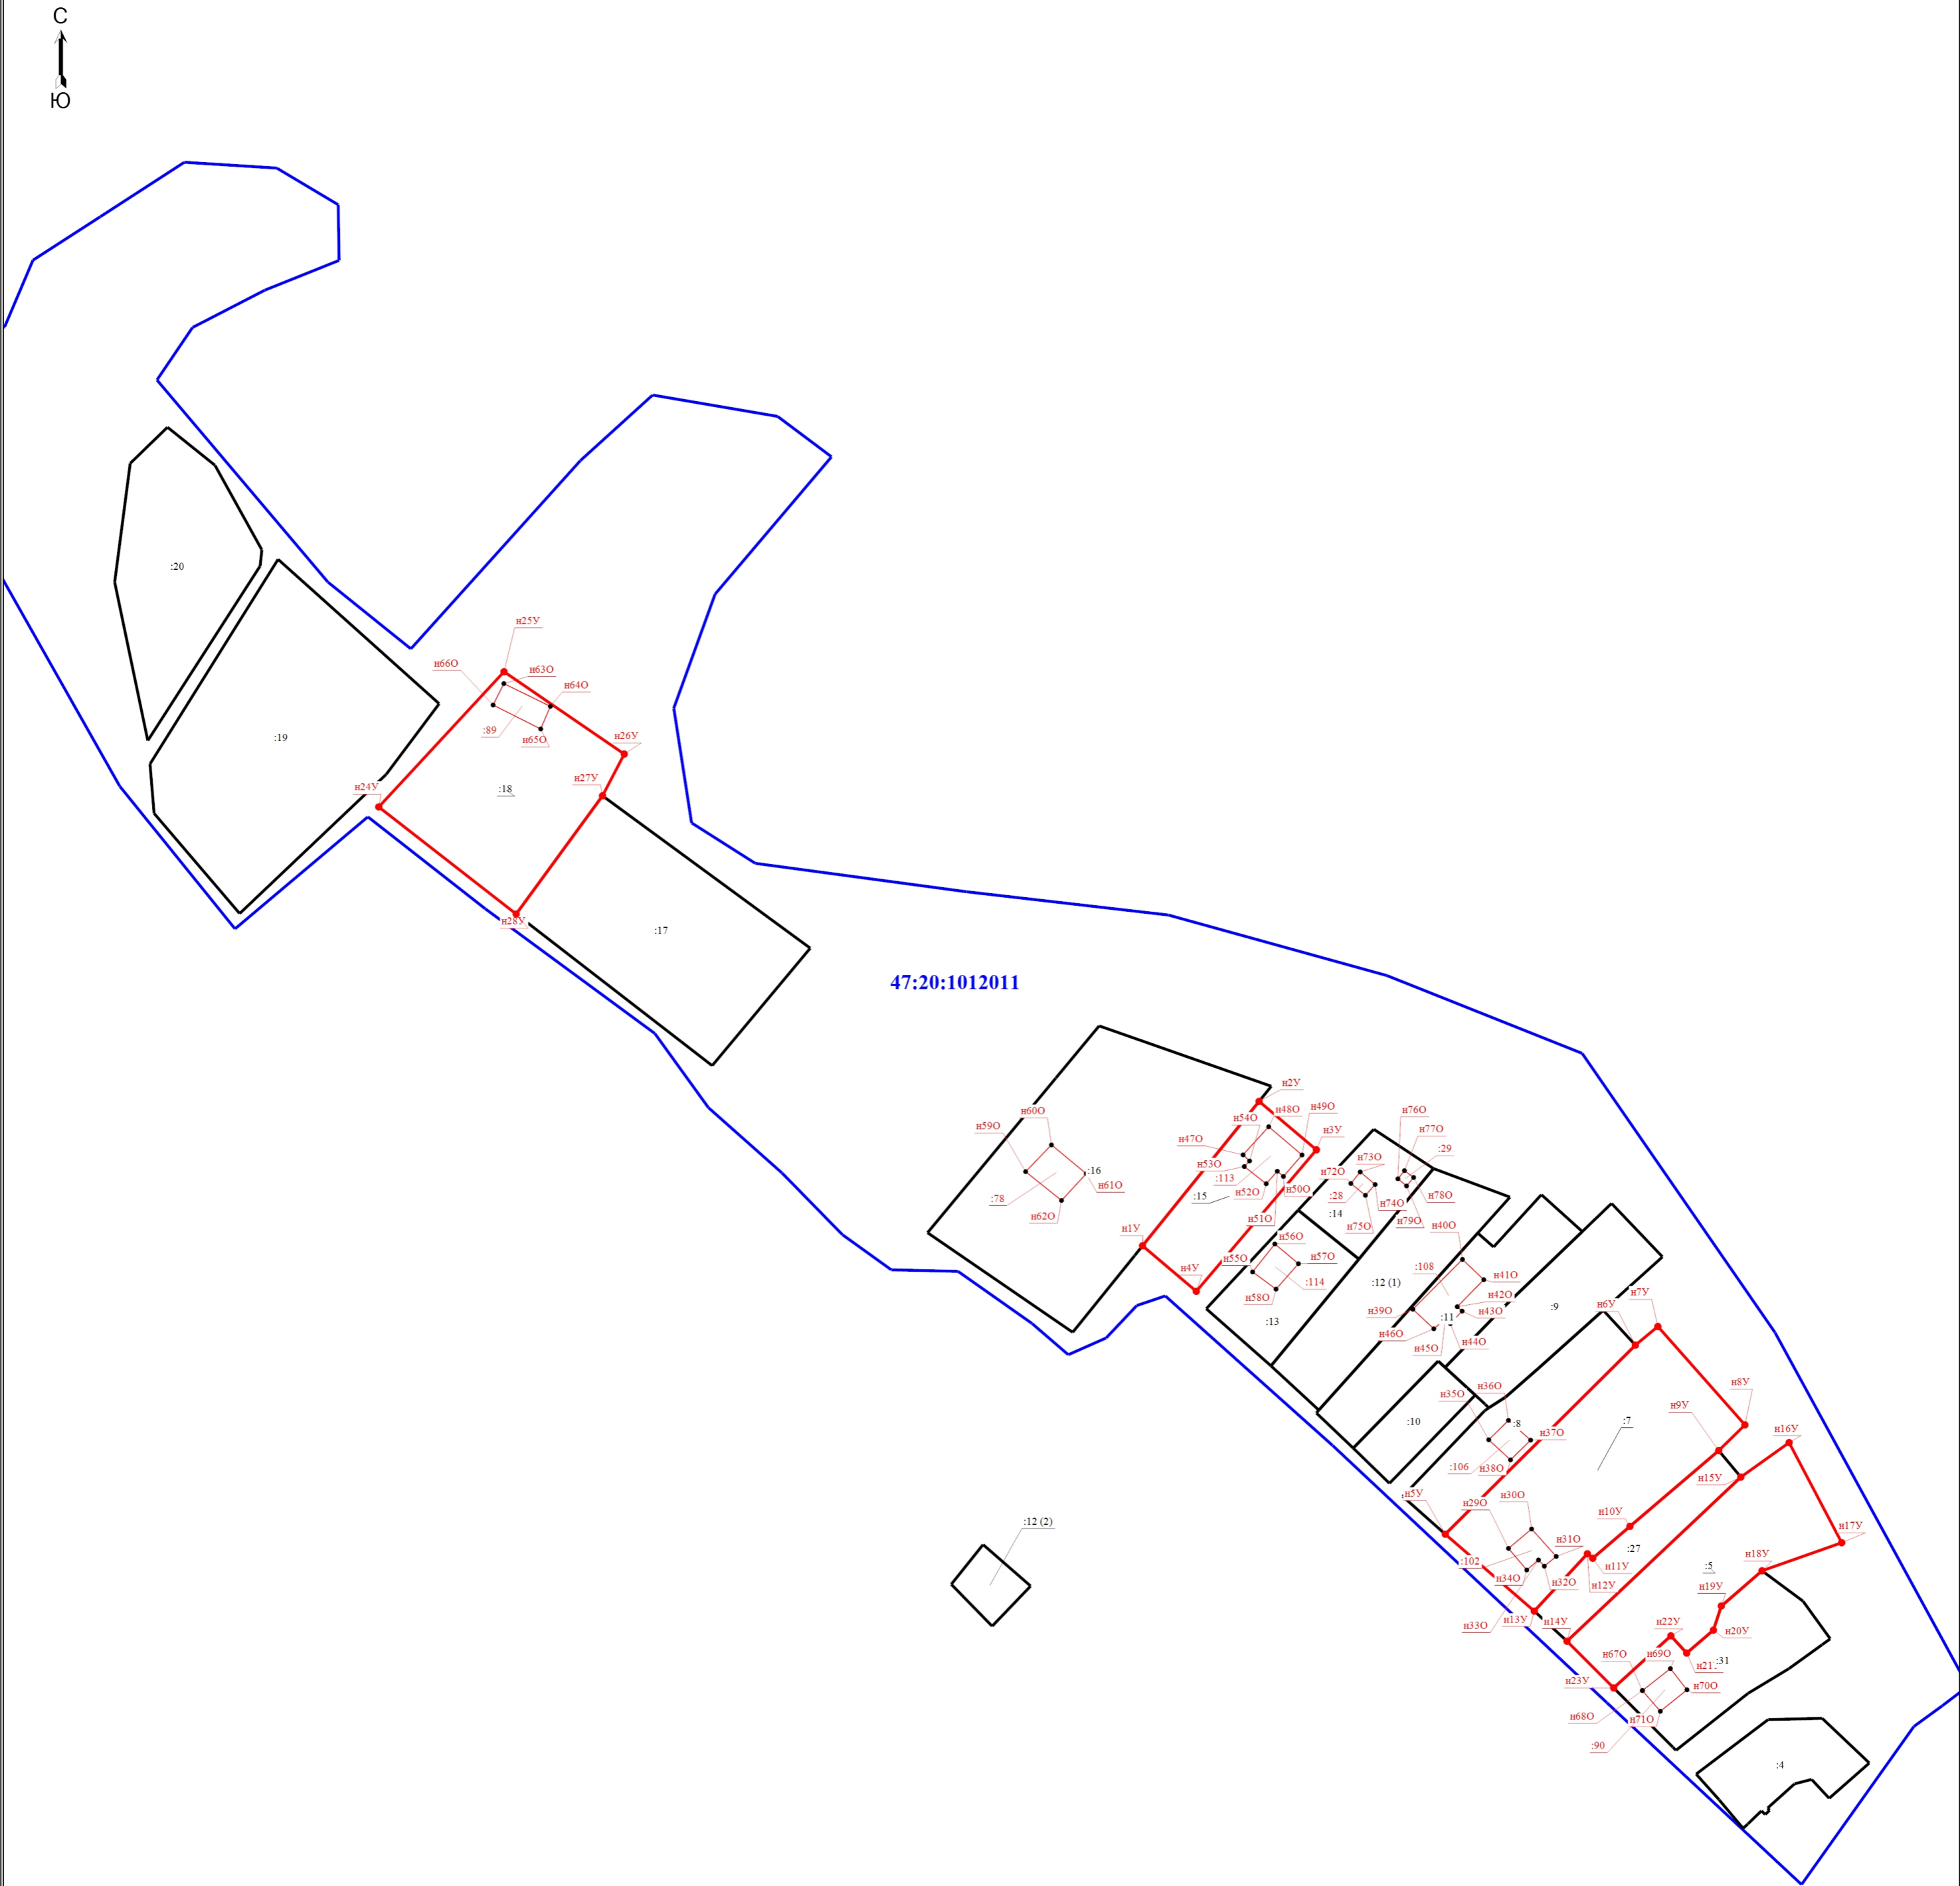 С
Ю
н25У
н66О
н63О
н64О
:20
:89
н65О
н26У
:19
н27У
н24У
:18
н28У
:17
47:20:1012011
н2У
н60О
н54О
н48О
н49О
н76О
н59О
н3У
н77О
н47О
:29
н73О
н53О
:16
н72О
:113
н61О
:15
:78
н52О
н50О
:28
н78О
н74О
н62О
н51О
:14
н79О
н75О
н40О
н1У
н56О
н55О
н57О
:108
н4У
:114
:12 (1)
н41О
н58О
н42О
:9
н39О
н43О
:11
н6У
н7У
:13
н46О
н44О
н45О
н8У
н36О
н35О
н9У
:10
:8
:7
н16У
н37О
:106
н38О
н15У
н5У
н30О
н29О
н10У
:12 (2)
н17У
н31О
:27
н18У
:102
н11У
:5
н34О
н32О
н12У
н19У
н33О
н13У
н14У
н22У
н20У
н67О
н69О
:31
н23У
н70О
н68О
н71О
:90
:4